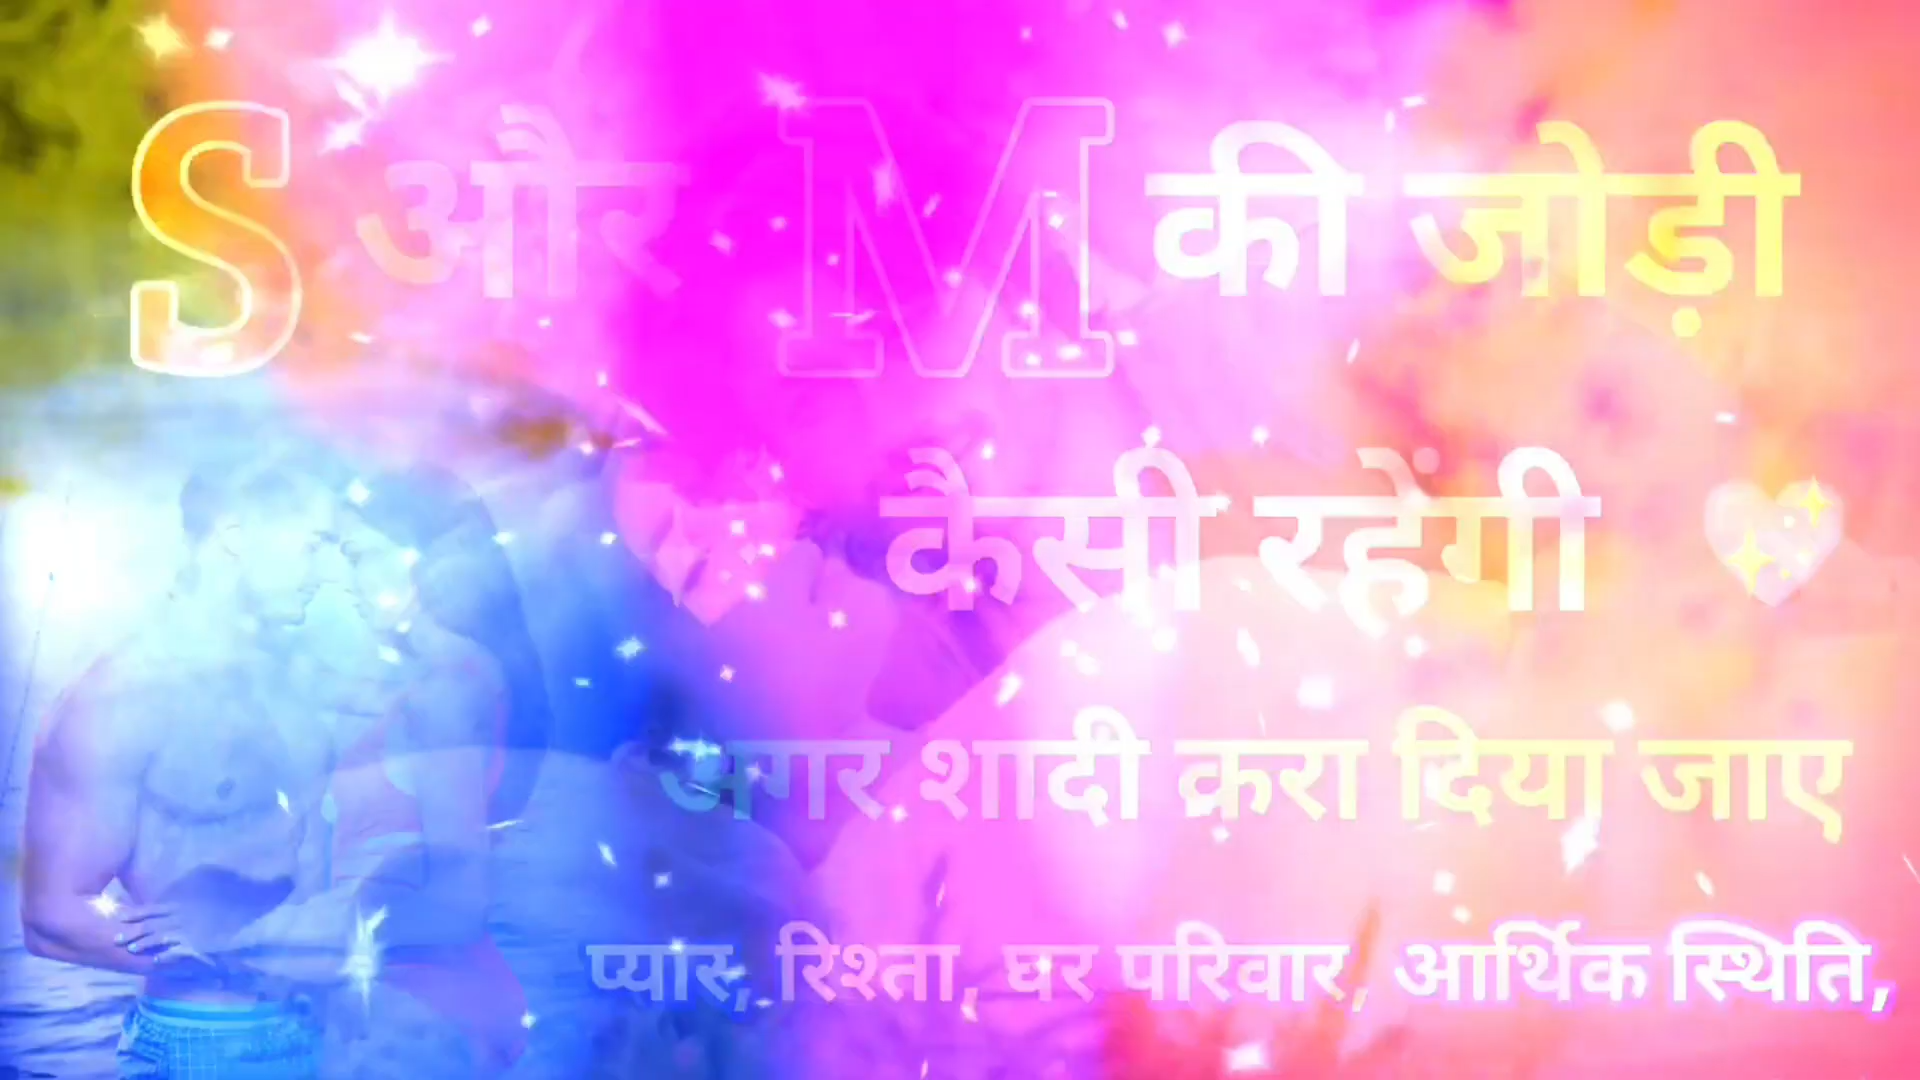 S और M की जोड़ी
कैसी रहेंगी 💖
अगर शादी करा दिया जाए
प्यार, रिश्ता, घर परिवार, आर्थिक स्थिति,